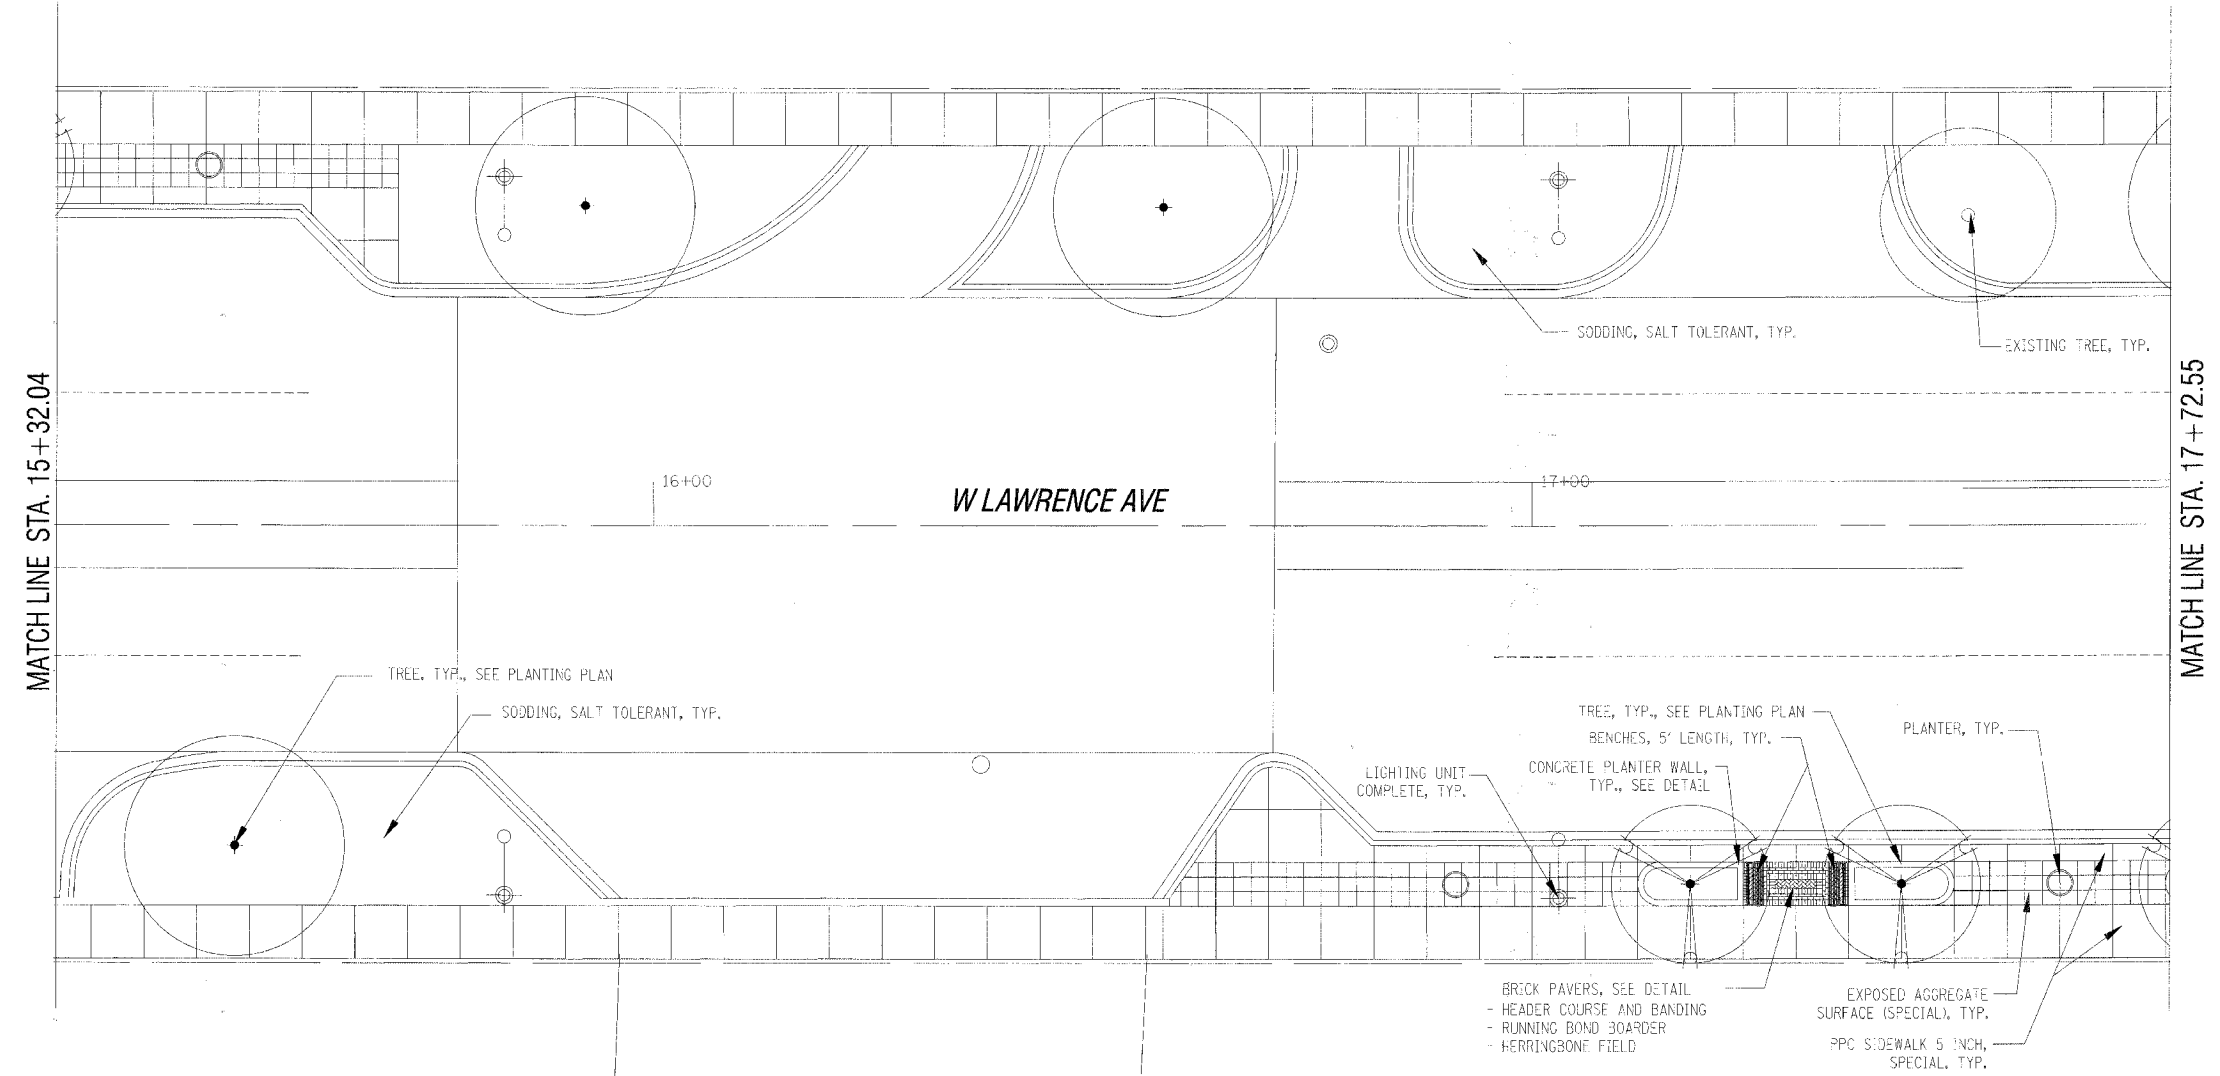 SODDING, SALT TOLERANT, TYP.
EXISTING TREE, TYP.
MATCH LINE STA. 15+32.04
16+00
W LAWRENCE AVE
17+00
MATCH LINE STA. 17+72.55
TREE, TYP., SEE PLANTING PLAN
SODDING, SALT TOLERANT, TYP.
TREE, TYP., SEE PLANTING PLAN
BENCHES, 5' LENGTH, TYP.
PLANTER, TYP.
CONCRETE PLANTER WALL,
TYP., SEE DETAIL
LIGHTING UNIT
COMPLETE, TYP.
BRICK PAVERS, SEE DETAIL
- HEADER COURSE AND BANDING
- RUNNING BOND BOARDER
- HERRINGBONE FIELD
EXPOSED AGGREGATE
SURFACE (SPECIAL), TYP.
PPC SIDEWALK 5 INCH,
SPECIAL, TYP.